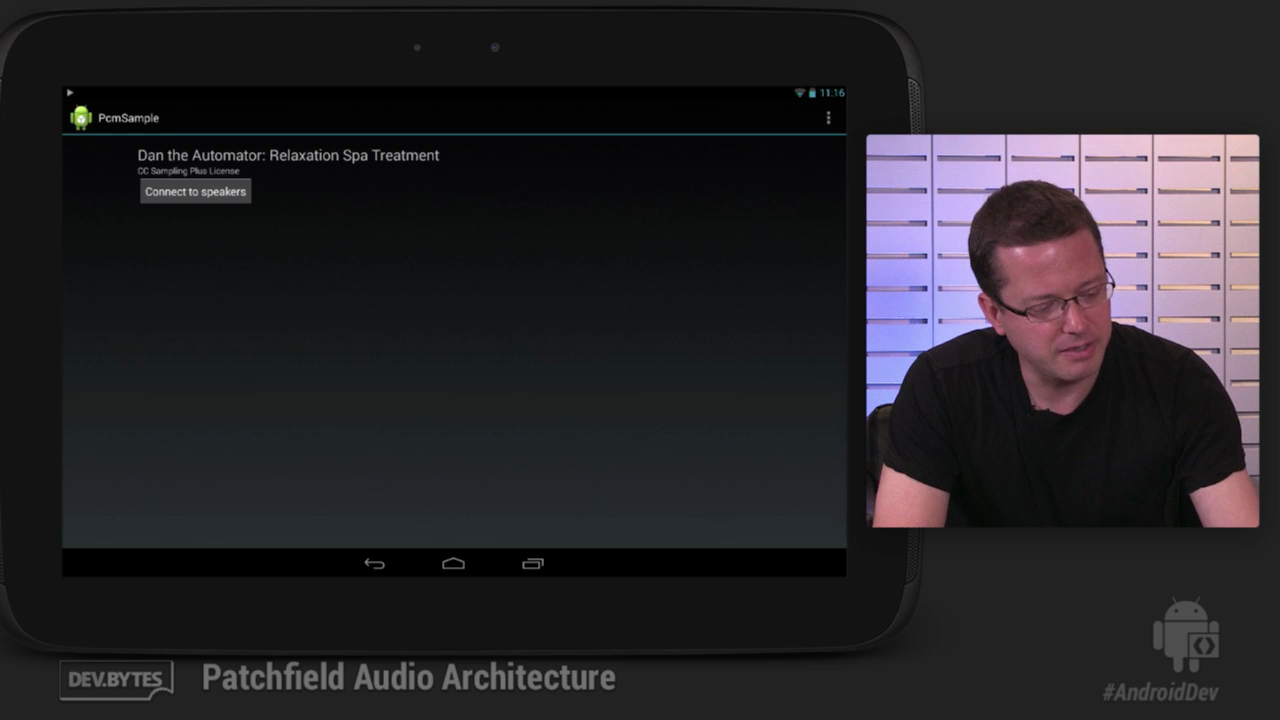 11.16
PcmSample
Dan the Automator: Relaxation Spa Treatment
CC Sampling Plus License
Connect to speakers
DEV.BYTES
Patchfield Audio Architecture
#AndroidDev